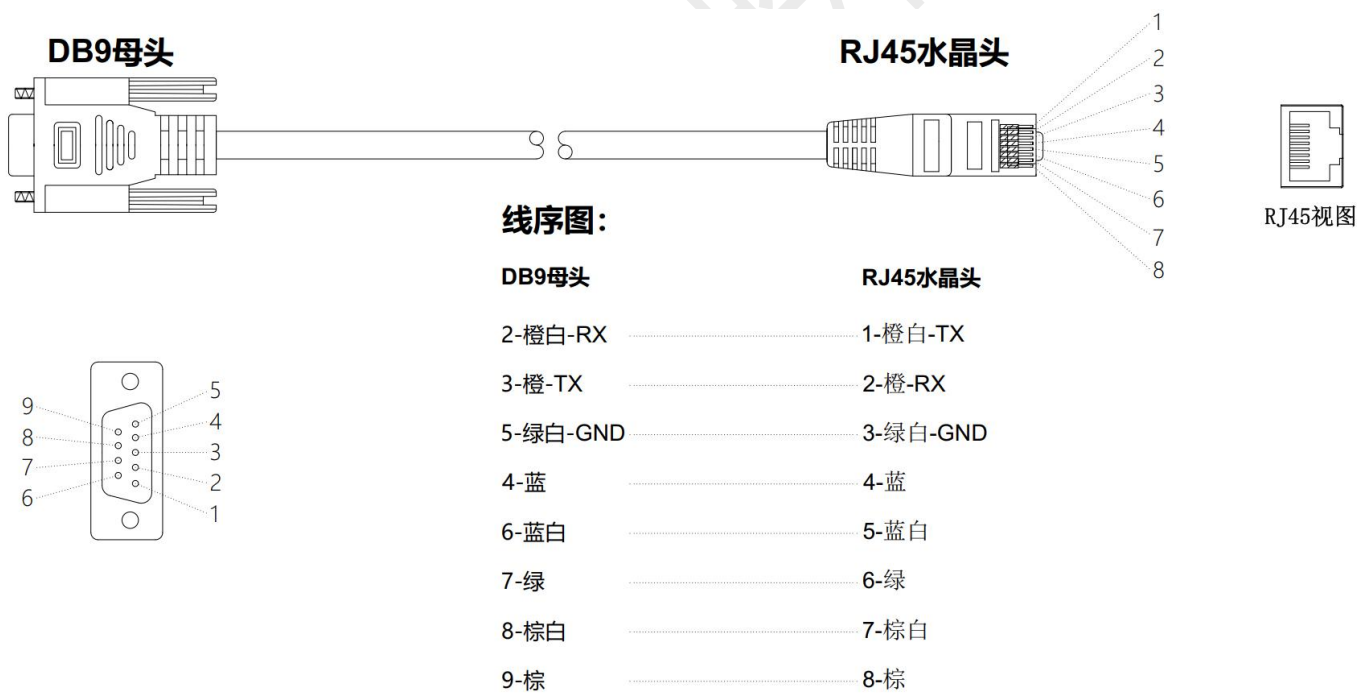 DB9母头
RJ45水晶头
1
2
3
4
5
6
7
8
RJ45视图
线序图：
DB9母头 RJ45水晶头
2-橙白-RX 1-橙白-TX
3-橙-TX 2-橙-RX
5-绿白-GND 3-绿白-GND
4-蓝 4-蓝
6-蓝白 5-蓝白
7-绿 6-绿
8-棕白 7-棕白
9-棕 8-棕
9
8
7
6
5
4
3
2
1